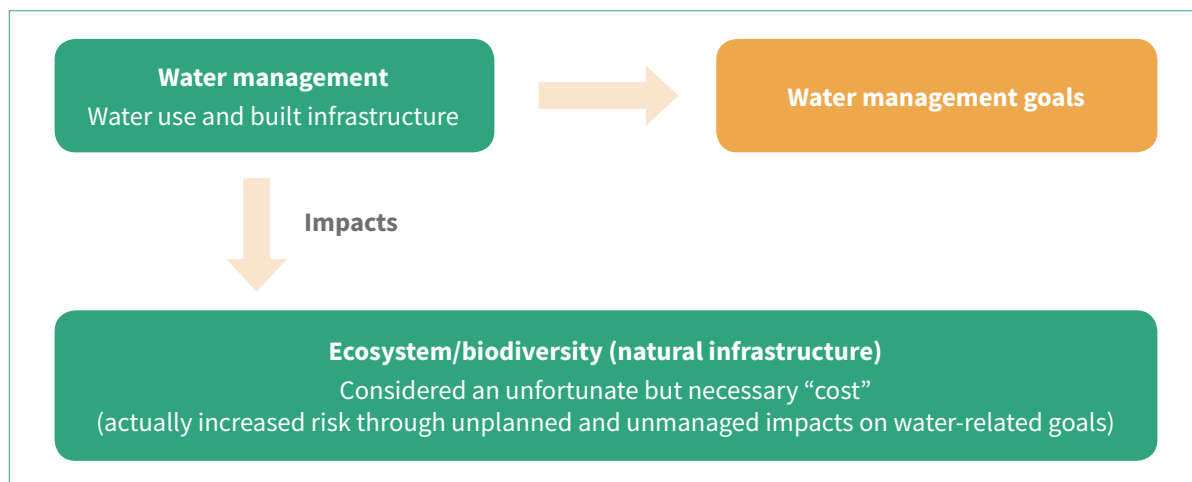 Water management
Water use and built infrastructure
Water management goals
Impacts
Ecosystem/biodiversity (natural infrastructure)
Considered an unfortunate but necessary “cost”
(actually increased risk through unplanned and unmanaged impacts on water-related goals)